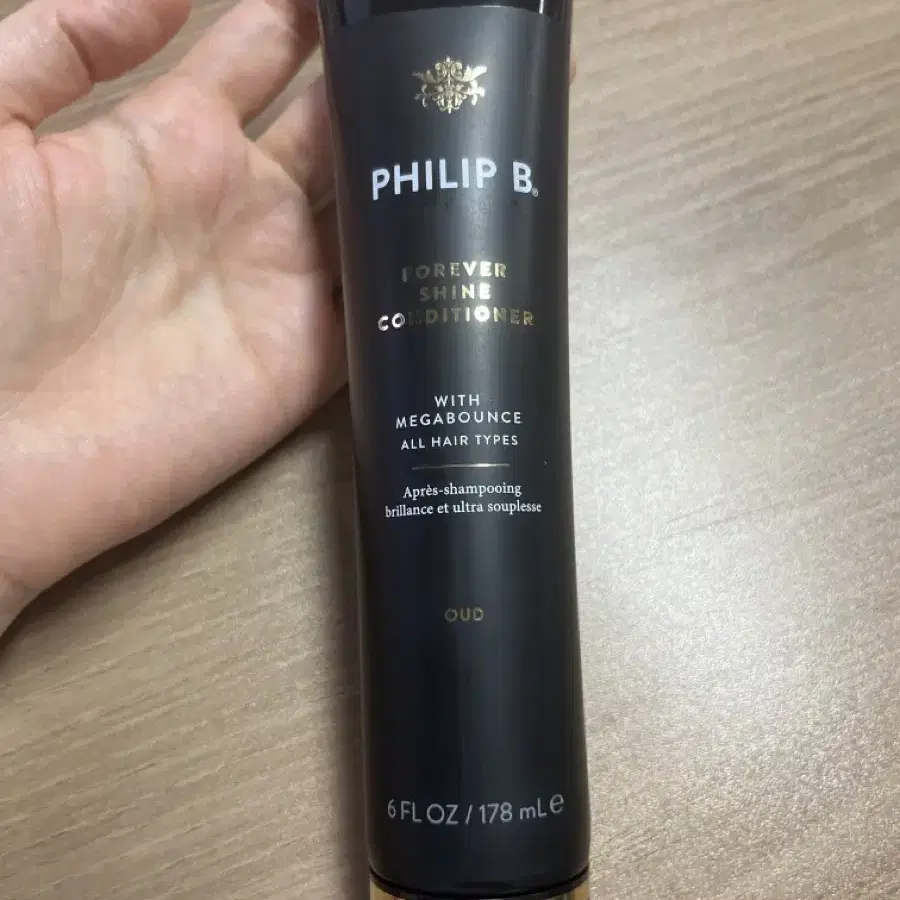 PHILIP B®
FOREVER
SHINE
CONDITIONER
WITH
MEGABOUNCE
ALL HAIR TYPES
Après-shampooing
brillance et ultra souplesse
OUD
6 FL OZ / 178 mL e